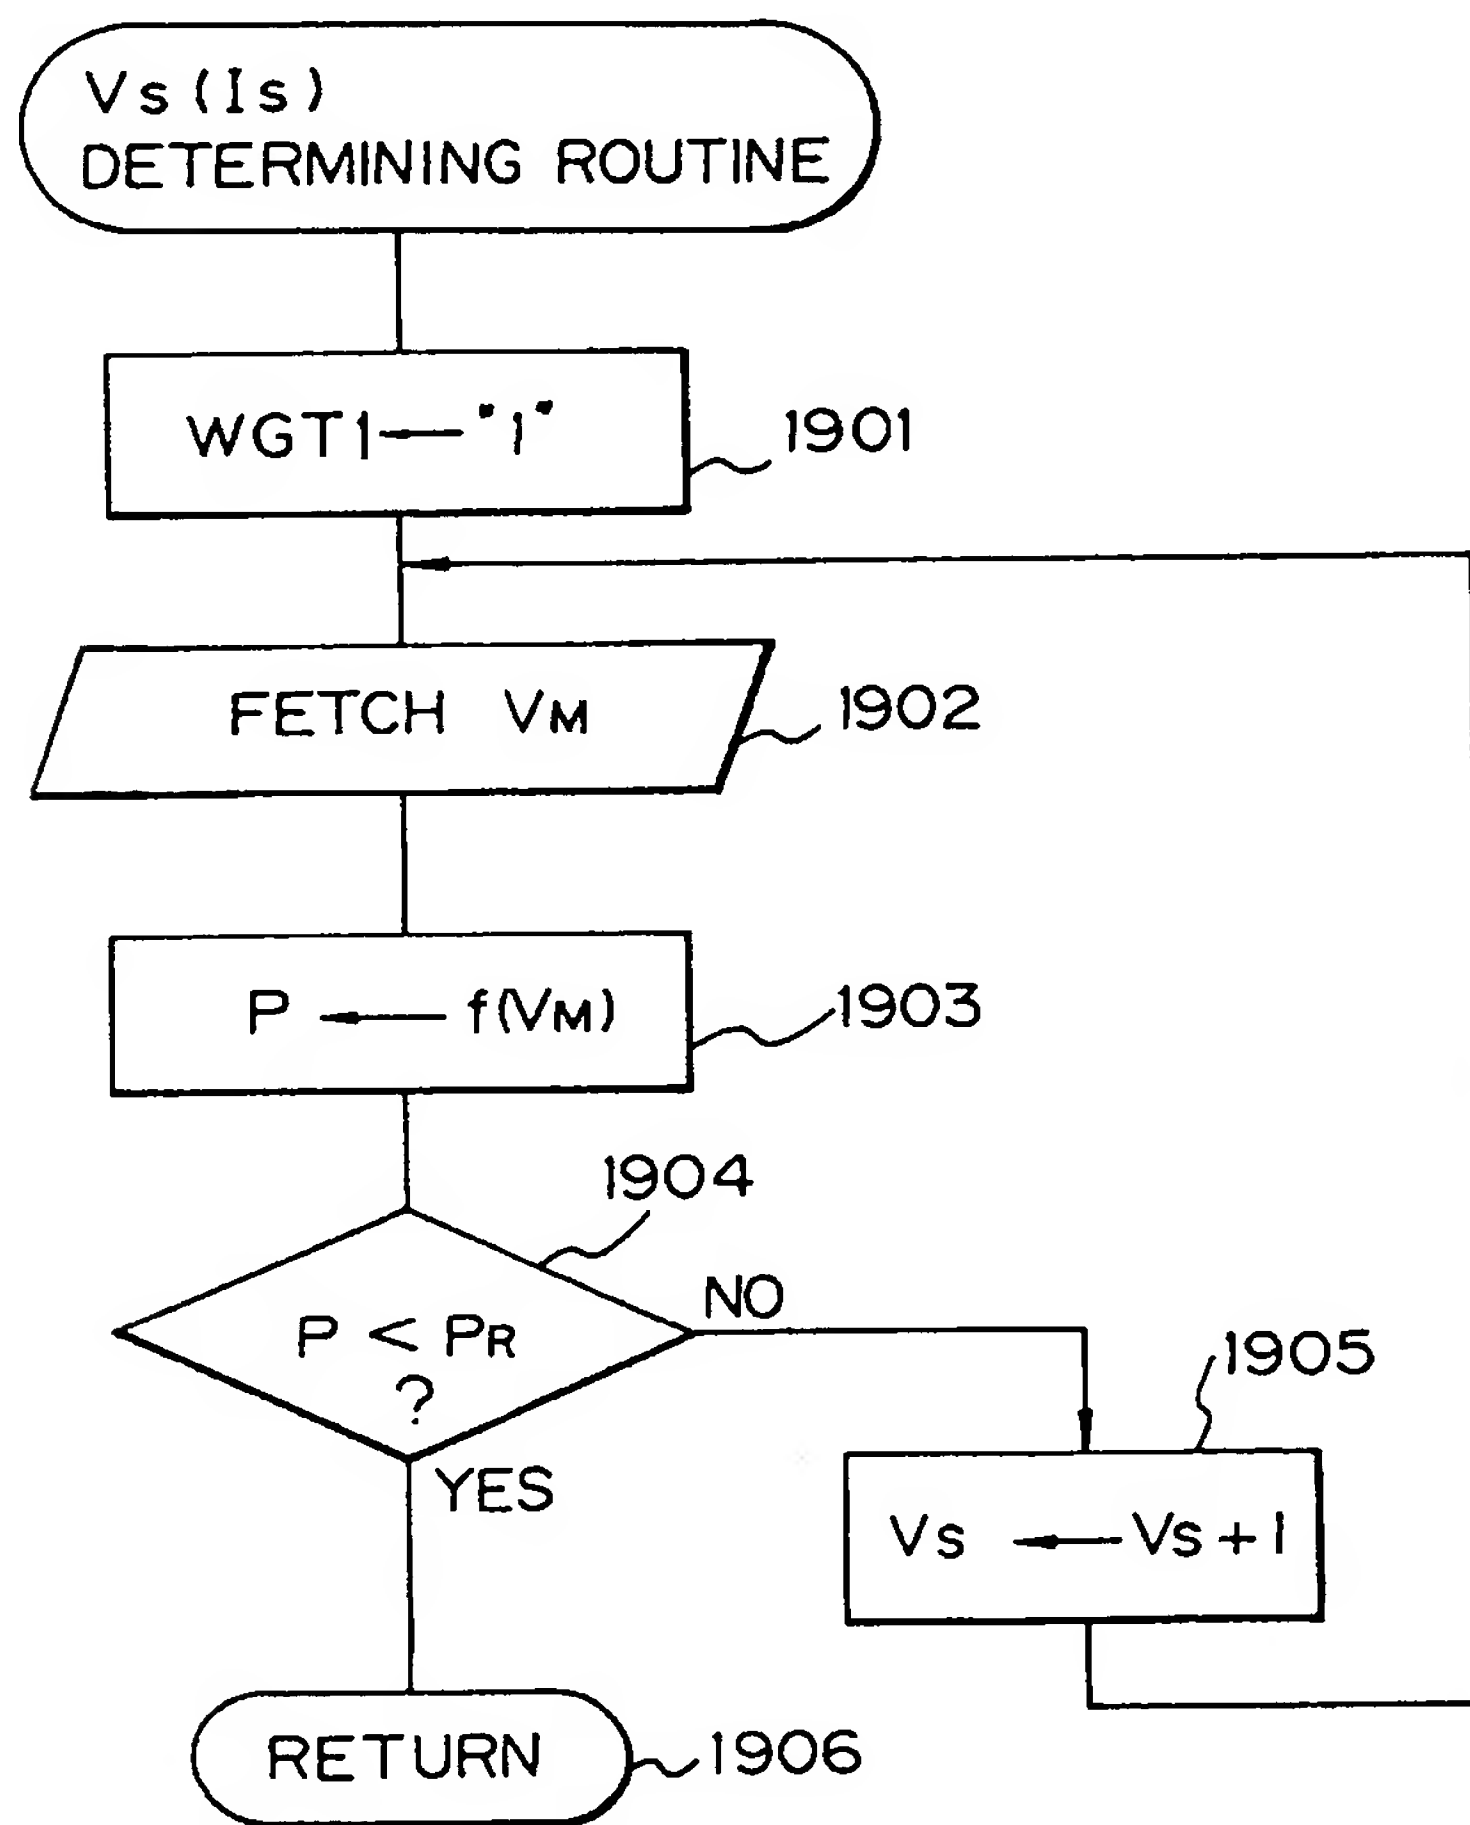 Vs (Is)
DETERMINING ROUTINE
WGT1 ← "1"
1901
FETCH VM
1902
P ← f(VM)
1903
1904
P < PR
?
NO
YES
1905
Vs ← Vs + 1
RETURN
1906